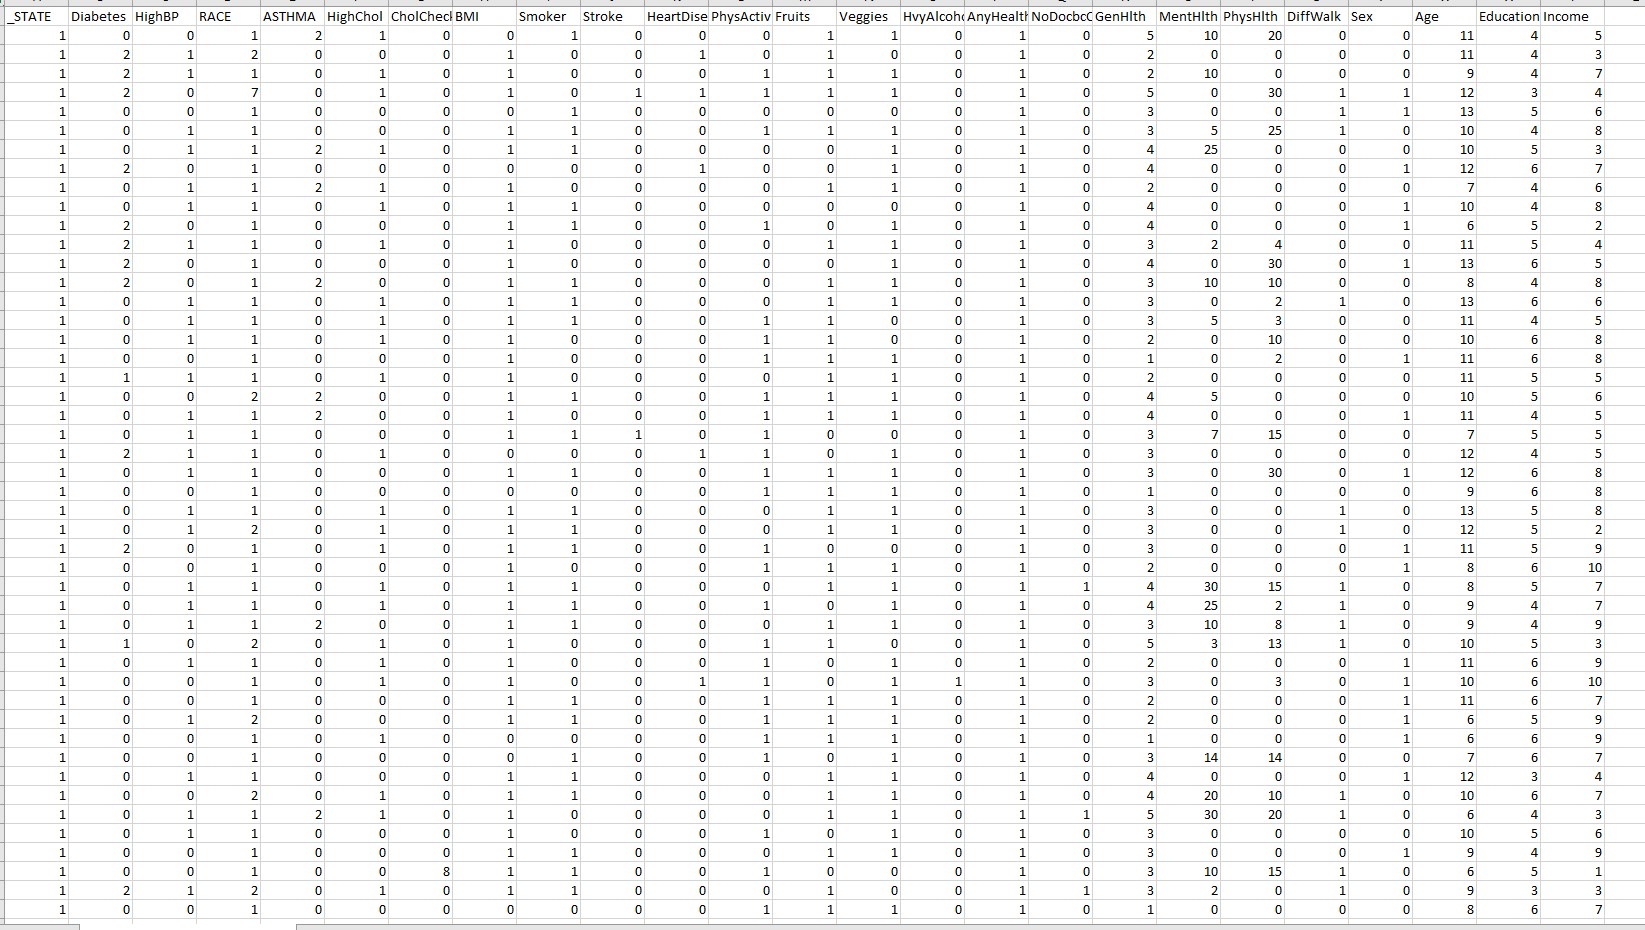 _STATE Diabetes HighBP RACE ASTHMA HighChol CholChecl BMI Smoker Stroke HeartDise PhysActiv Fruits Veggies HvyAlcoho AnyHealth NoDocbcC GenHlth MentHlth PhysHlth DiffWalk Sex Age Education Income
1 0 0 1 2 1 0 0 1 0 0 0 1 1 0 1 0 5 10 20 0 0 11 4 5
1 2 1 2 0 0 0 1 0 0 1 0 1 0 0 1 0 2 0 0 0 0 11 4 3
1 2 1 1 0 1 0 1 0 0 0 1 1 1 0 1 0 2 10 0 0 0 9 4 7
1 2 0 7 0 1 0 1 0 1 1 1 1 1 0 1 0 5 0 30 1 1 12 3 4
1 0 0 1 0 0 0 0 1 0 0 0 0 0 0 1 0 3 0 0 1 1 13 5 6
1 0 1 1 0 0 0 1 1 0 0 1 1 1 0 1 0 3 5 25 1 0 10 4 8
1 0 1 1 2 1 0 1 1 0 0 0 0 1 0 1 0 4 25 0 0 0 10 5 3
1 2 0 1 0 0 0 0 0 0 1 0 0 1 0 1 0 4 0 0 0 1 12 6 7
1 0 1 1 2 1 0 1 0 0 0 0 1 1 0 1 0 2 0 0 0 0 7 4 6
1 0 1 1 0 1 0 1 1 0 0 0 0 0 0 1 0 4 0 0 0 1 10 4 8
1 2 0 1 0 0 0 1 1 0 0 1 0 1 0 1 0 4 0 0 0 1 6 5 2
1 2 1 1 0 1 0 1 0 0 0 0 1 1 0 1 0 3 2 4 0 0 11 5 4
1 2 0 1 0 0 0 1 0 0 0 0 0 1 0 1 0 4 0 30 0 1 13 6 5
1 2 0 1 2 0 0 1 1 0 0 0 1 1 0 1 0 3 10 10 0 0 8 4 8
1 0 1 1 0 1 0 1 0 0 0 0 1 1 0 1 0 3 0 2 1 0 13 6 6
1 0 1 1 0 1 0 1 1 0 0 1 1 0 0 1 0 3 5 3 0 0 11 4 5
1 0 1 1 0 1 0 1 0 0 0 1 1 0 0 1 0 2 0 10 0 0 10 6 8
1 0 0 1 0 0 0 1 0 0 0 1 1 1 0 1 0 1 0 2 0 1 11 6 8
1 1 1 1 0 1 0 1 0 0 0 0 1 1 0 1 0 2 0 0 0 0 11 5 5
1 0 0 2 2 0 0 1 1 0 0 1 1 1 0 1 0 4 5 0 0 0 10 5 6
1 0 1 1 2 0 0 1 0 0 0 1 1 1 0 1 0 4 0 0 0 1 11 4 5
1 0 1 1 0 0 0 1 1 1 0 1 0 0 0 1 0 3 7 15 0 0 7 5 5
1 2 1 1 0 1 0 0 0 0 1 1 0 1 0 1 0 3 0 0 0 0 12 4 5
1 0 1 1 0 0 0 1 1 0 0 1 1 1 0 1 0 3 0 30 0 1 12 6 8
1 0 0 1 0 0 0 0 0 0 0 1 1 1 0 1 0 1 0 0 0 0 9 6 8
1 0 1 1 0 1 0 1 1 0 0 0 1 1 0 1 0 3 0 0 1 0 13 5 8
1 0 1 2 0 1 0 1 1 0 0 0 1 1 0 1 0 3 0 0 1 0 12 5 2
1 2 0 1 0 1 0 1 1 0 0 1 0 0 0 1 0 3 0 0 0 1 11 5 9
1 0 0 1 0 0 0 1 0 0 0 1 0 1 0 1 0 2 0 0 0 1 8 6 10
1 0 1 1 0 1 0 1 1 0 0 0 1 1 0 1 1 4 30 15 1 0 8 5 7
1 0 1 1 0 1 0 1 1 0 0 1 0 1 0 1 0 4 25 2 1 0 9 4 7
1 0 1 1 2 0 0 1 1 0 0 0 1 1 0 1 0 3 10 8 1 0 9 4 9
1 1 0 2 0 1 0 1 0 0 0 1 1 0 0 1 0 5 3 13 1 0 10 5 3
1 0 1 1 0 1 0 1 0 0 0 1 0 1 0 1 0 2 0 0 0 1 11 6 9
1 0 0 1 0 1 0 1 0 0 1 1 0 1 1 1 0 3 0 3 0 1 10 6 10
1 0 0 1 0 0 0 1 1 0 0 1 1 1 0 1 0 2 0 0 0 1 11 6 7
1 0 1 2 0 0 0 1 1 0 0 1 1 1 0 1 0 2 0 0 0 1 6 5 9
1 0 0 1 0 1 0 0 0 0 0 1 1 1 0 1 0 1 0 0 0 1 6 6 9
1 0 0 1 0 0 0 0 1 0 0 1 0 1 0 1 0 3 14 14 0 0 7 6 7
1 0 1 1 0 0 0 1 1 0 0 0 0 1 0 1 0 4 0 0 0 1 12 3 4
1 0 0 2 0 1 0 1 1 0 0 0 1 1 0 1 0 4 20 10 1 0 10 6 7
1 0 1 1 2 1 0 1 0 0 0 0 1 1 0 1 1 5 30 20 1 0 6 4 3
1 0 1 1 0 0 0 1 0 0 0 1 0 1 0 1 0 3 0 0 0 0 10 5 6
1 0 0 1 0 0 0 1 1 0 0 0 1 1 0 1 0 3 0 0 0 1 9 4 9
1 0 0 1 0 0 8 1 1 0 0 1 0 0 0 1 0 3 10 15 1 0 6 5 1
1 2 1 2 0 1 0 1 1 0 0 0 1 0 0 1 1 3 2 0 1 0 9 3 3
1 0 0 1 0 0 0 0 0 0 0 1 1 1 0 1 0 1 0 0 0 0 8 6 7